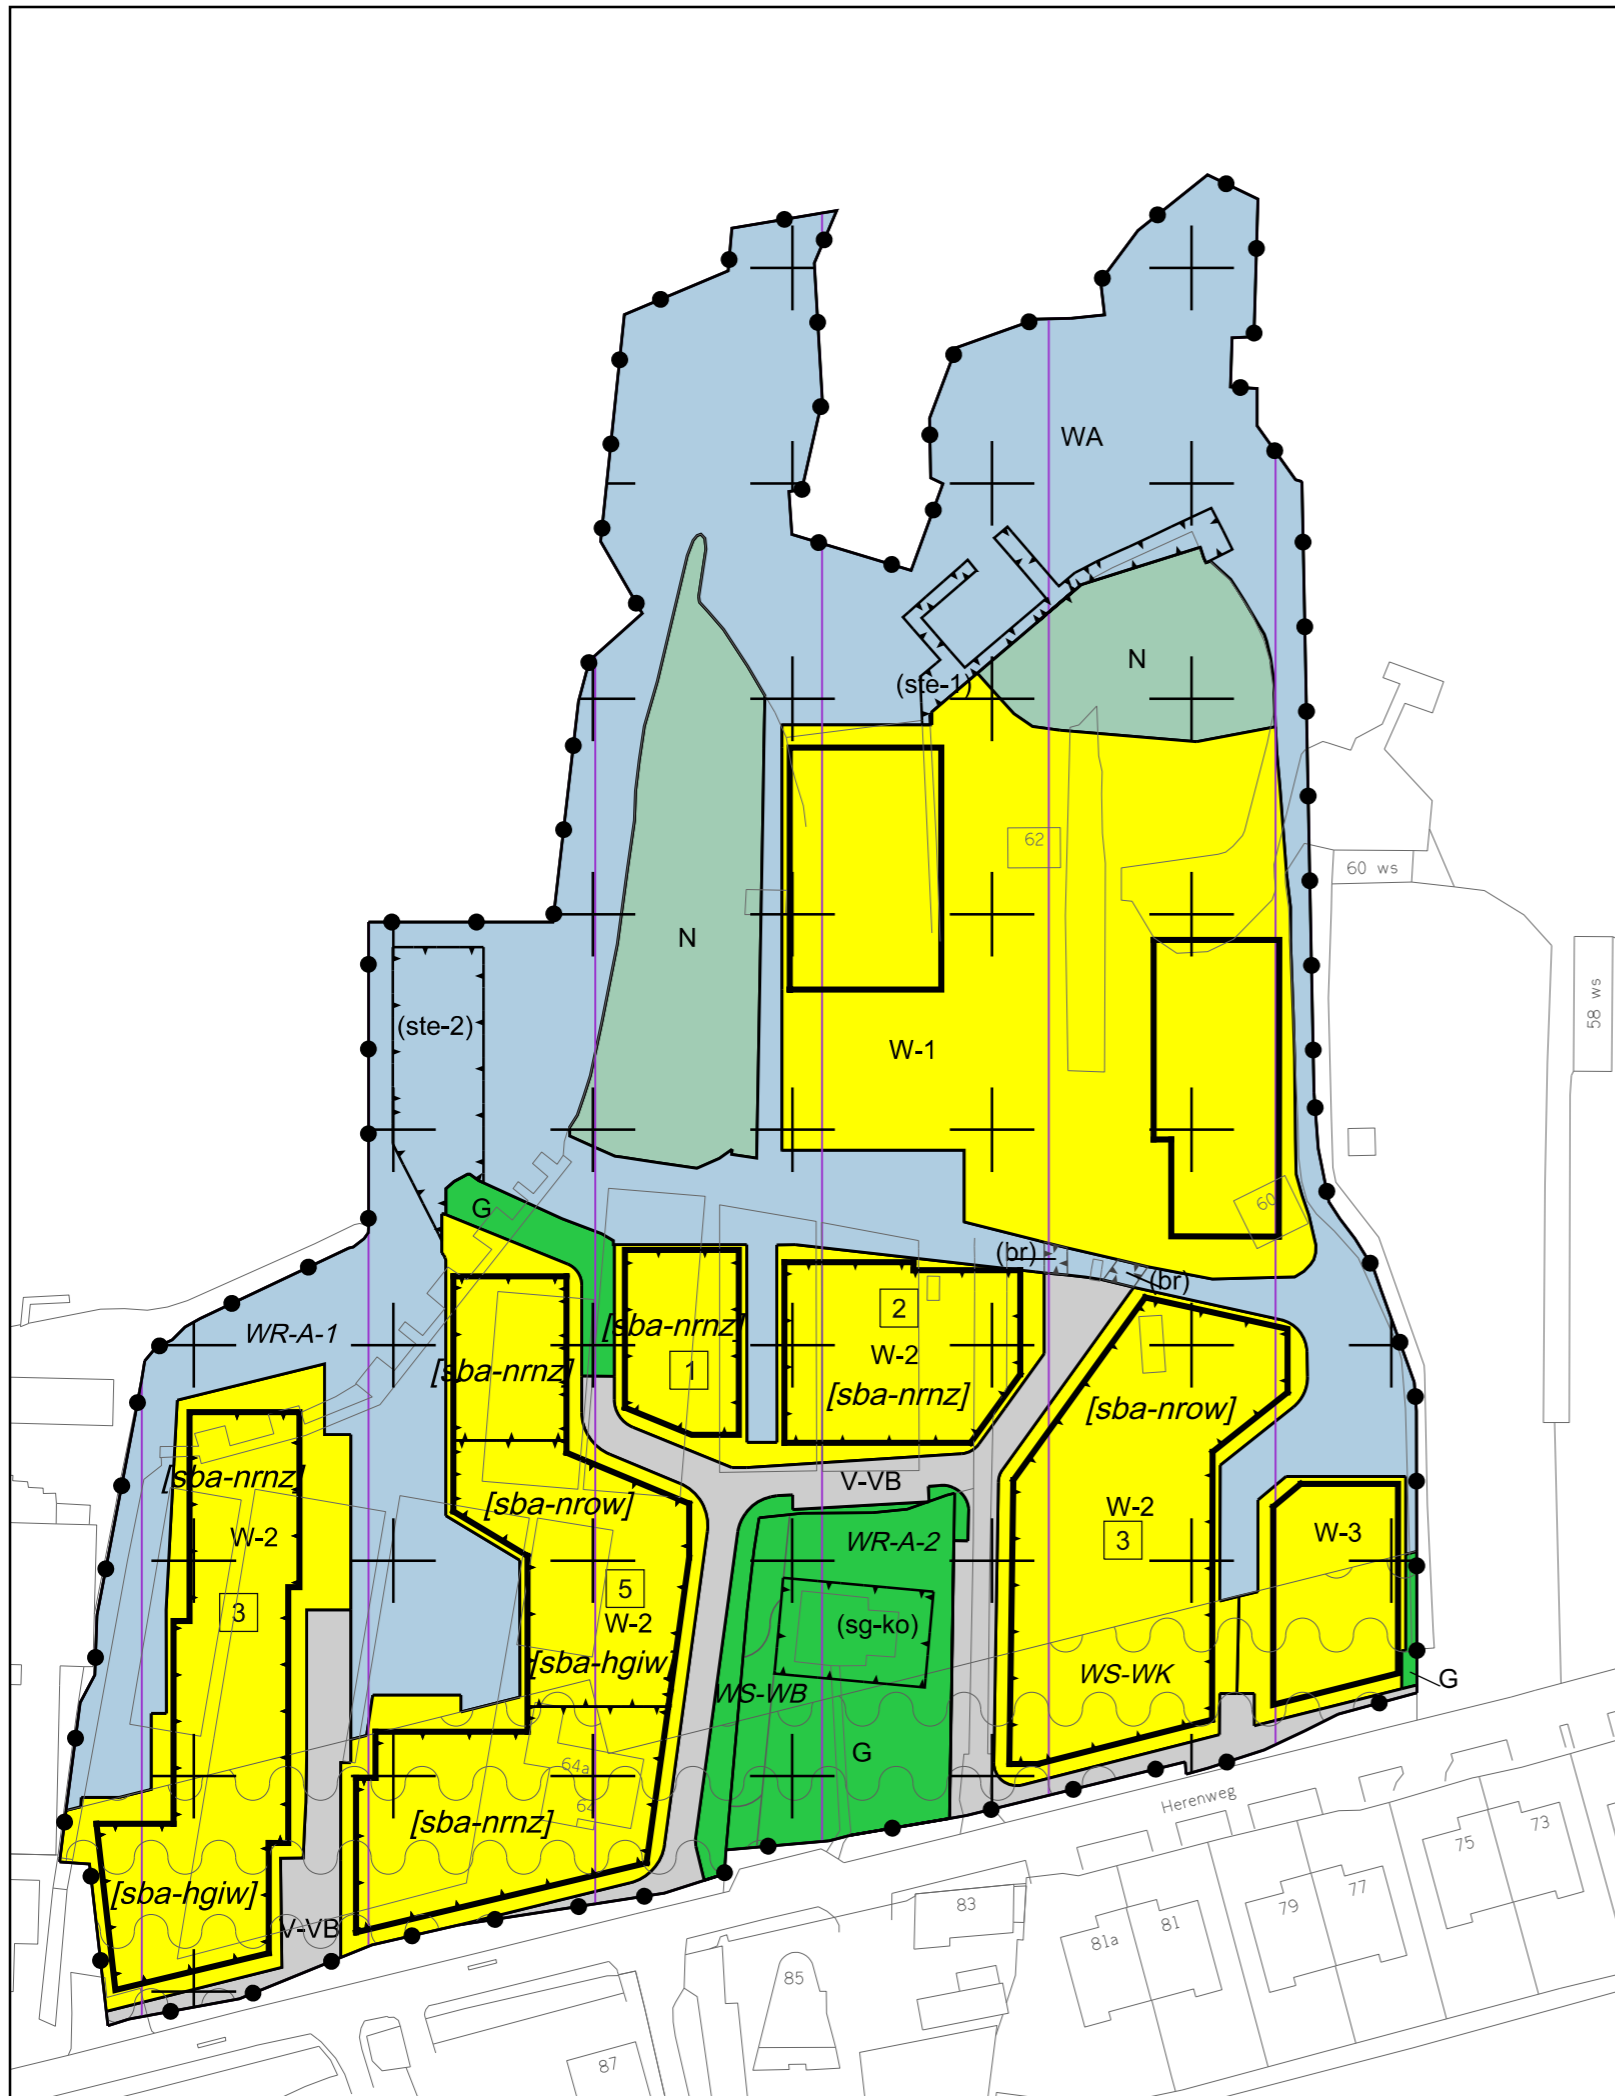 WA
N
(ste-1)
62
60 ws
N
58 ws
(ste-2)
W-1
60
G
(br)
(br)
2
WR-A-1
[sba-nrnz]
W-2
1
[sba-nrnz]
[sba-nrnz]
[sba-nrow]
[sba-nrnz]
V-VB
[sba-nrow]
W-2
W-3
W-2
WR-A-2
3
5
3
W-2
(sg-ko)
[sba-hgiw]
WS-WK
G
WS-WB
G
64a
64
Herenweg
[sba-nrnz]
75
73
[sba-hgiw]
V-VB
83
81a
81
79
77
85
87